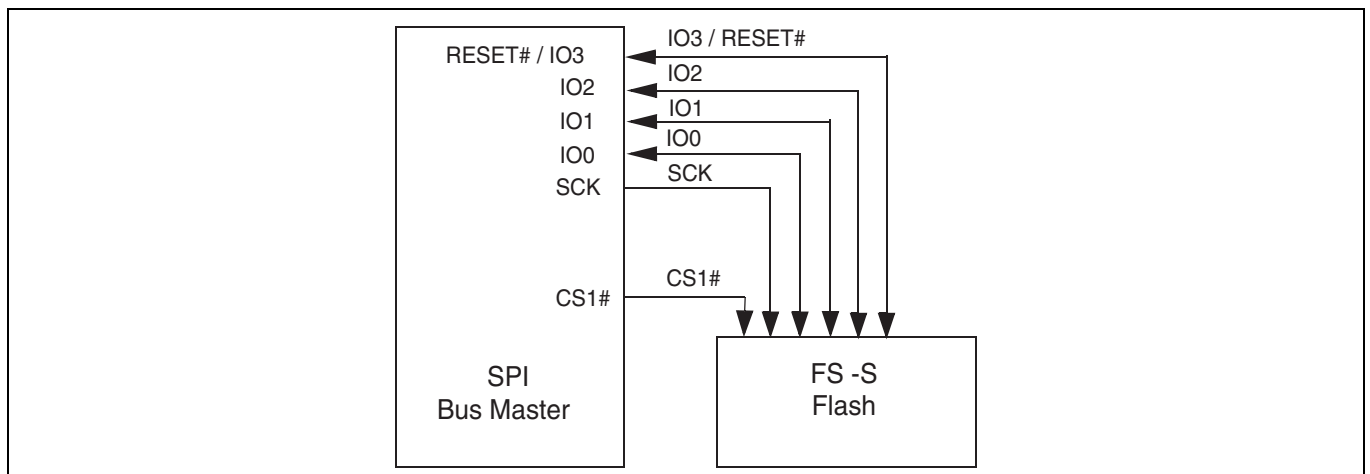 RESET# / IO3
IO3 / RESET#
IO2
IO2
IO1
IO1
IO0
IO0
SCK
SCK
CS1#
CS1#
SPI
Bus Master
FS -S
Flash